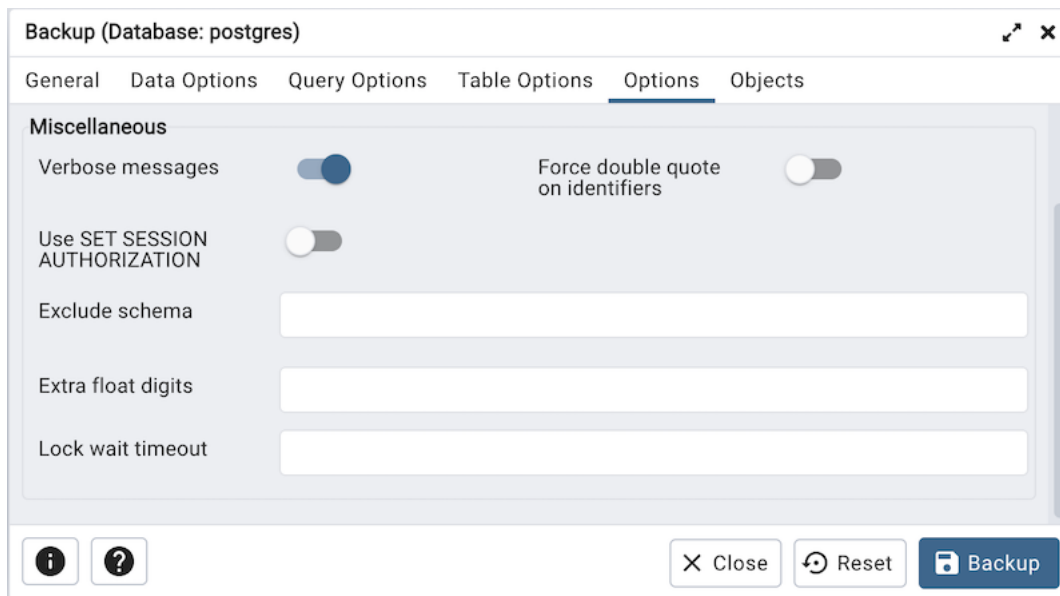 Backup (Database: postgres)
General Data Options Query Options Table Options Options Objects
Miscellaneous
Verbose messages
Force double quote
on identifiers
Use SET SESSION
AUTHORIZATION
Exclude schema
Extra float digits
Lock wait timeout
Close Reset Backup